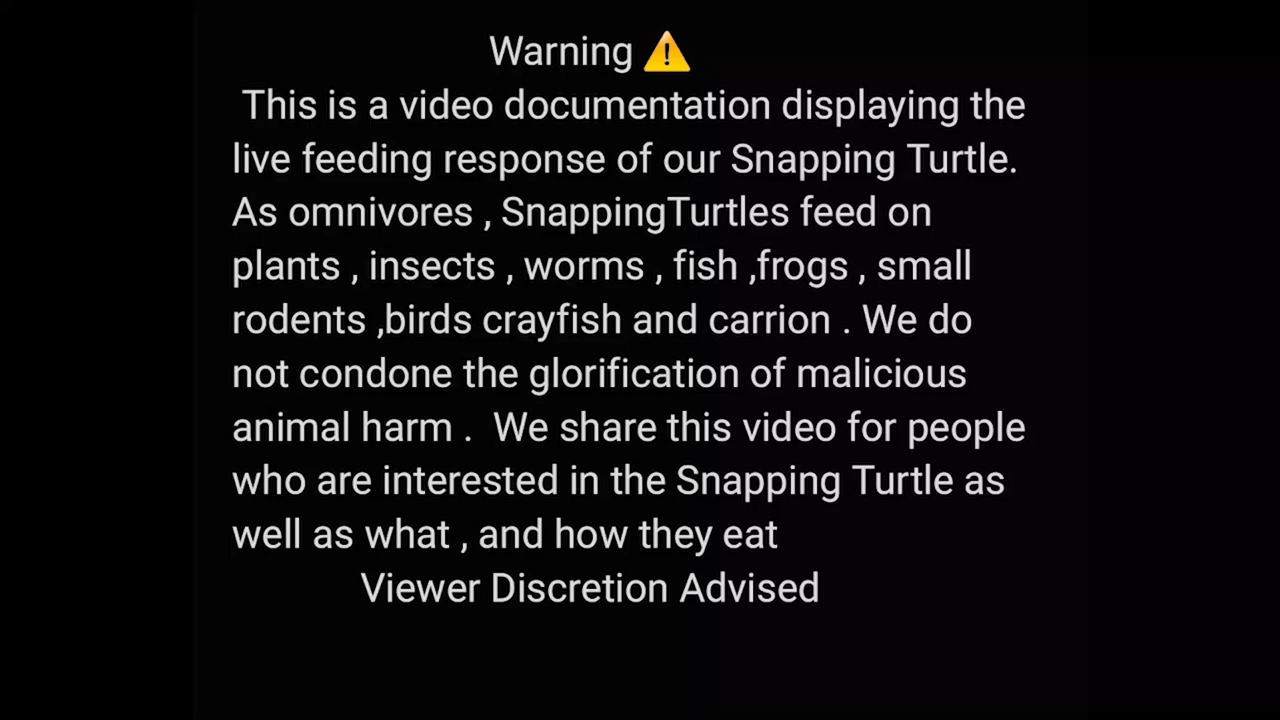 Warning ⚠️
This is a video documentation displaying the
live feeding response of our Snapping Turtle.
As omnivores , SnappingTurtles feed on
plants , insects , worms , fish ,frogs , small
rodents ,birds crayfish and carrion . We do
not condone the glorification of malicious
animal harm .  We share this video for people
who are interested in the Snapping Turtle as
well as what , and how they eat
Viewer Discretion Advised